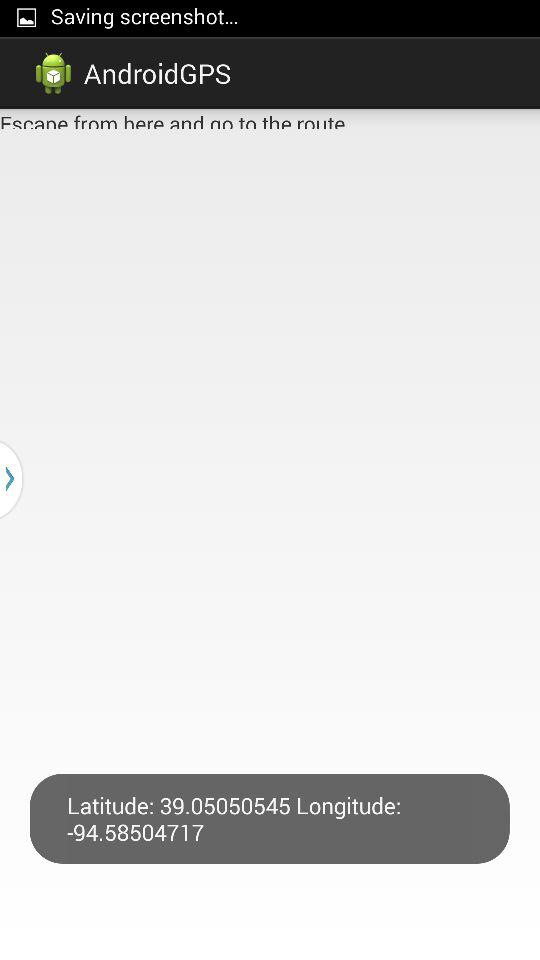 Saving screenshot...
AndroidGPS
Escape from here and go to the route
Latitude: 39.05050545 Longitude:
-94.58504717